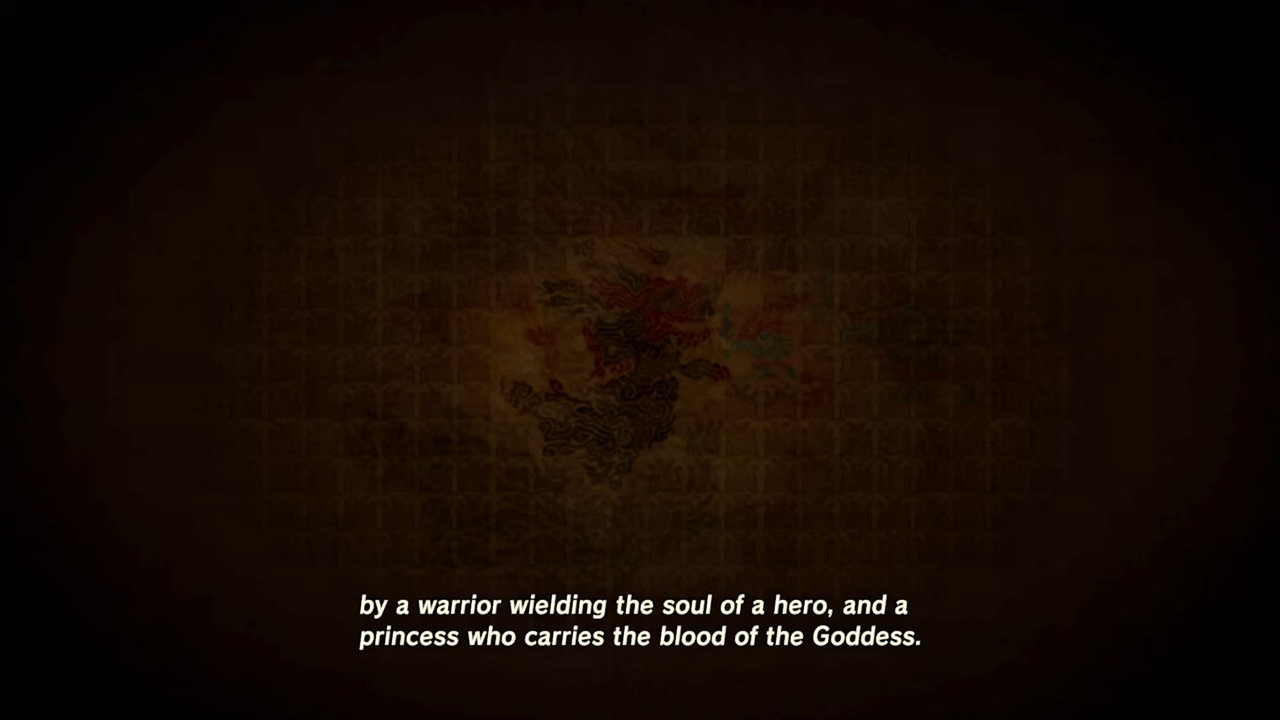 by a warrior wielding the soul of a hero, and a
princess who carries the blood of the Goddess.